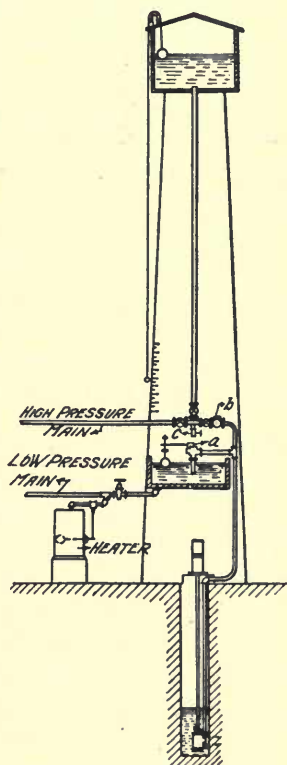 b
HIGH PRESSURE
MAIN
c
a
LOW PRESSURE
MAIN
HEATER